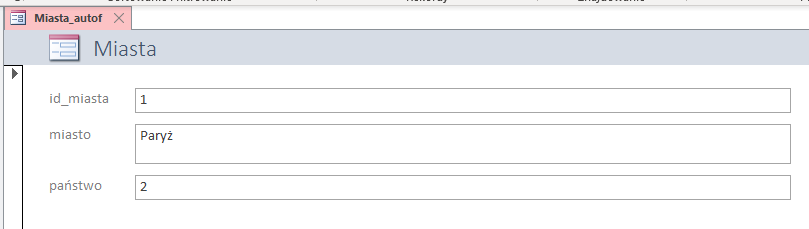 Miasta_autof
Miasta
id_miasta 1
miasto Paryż
państwo 2